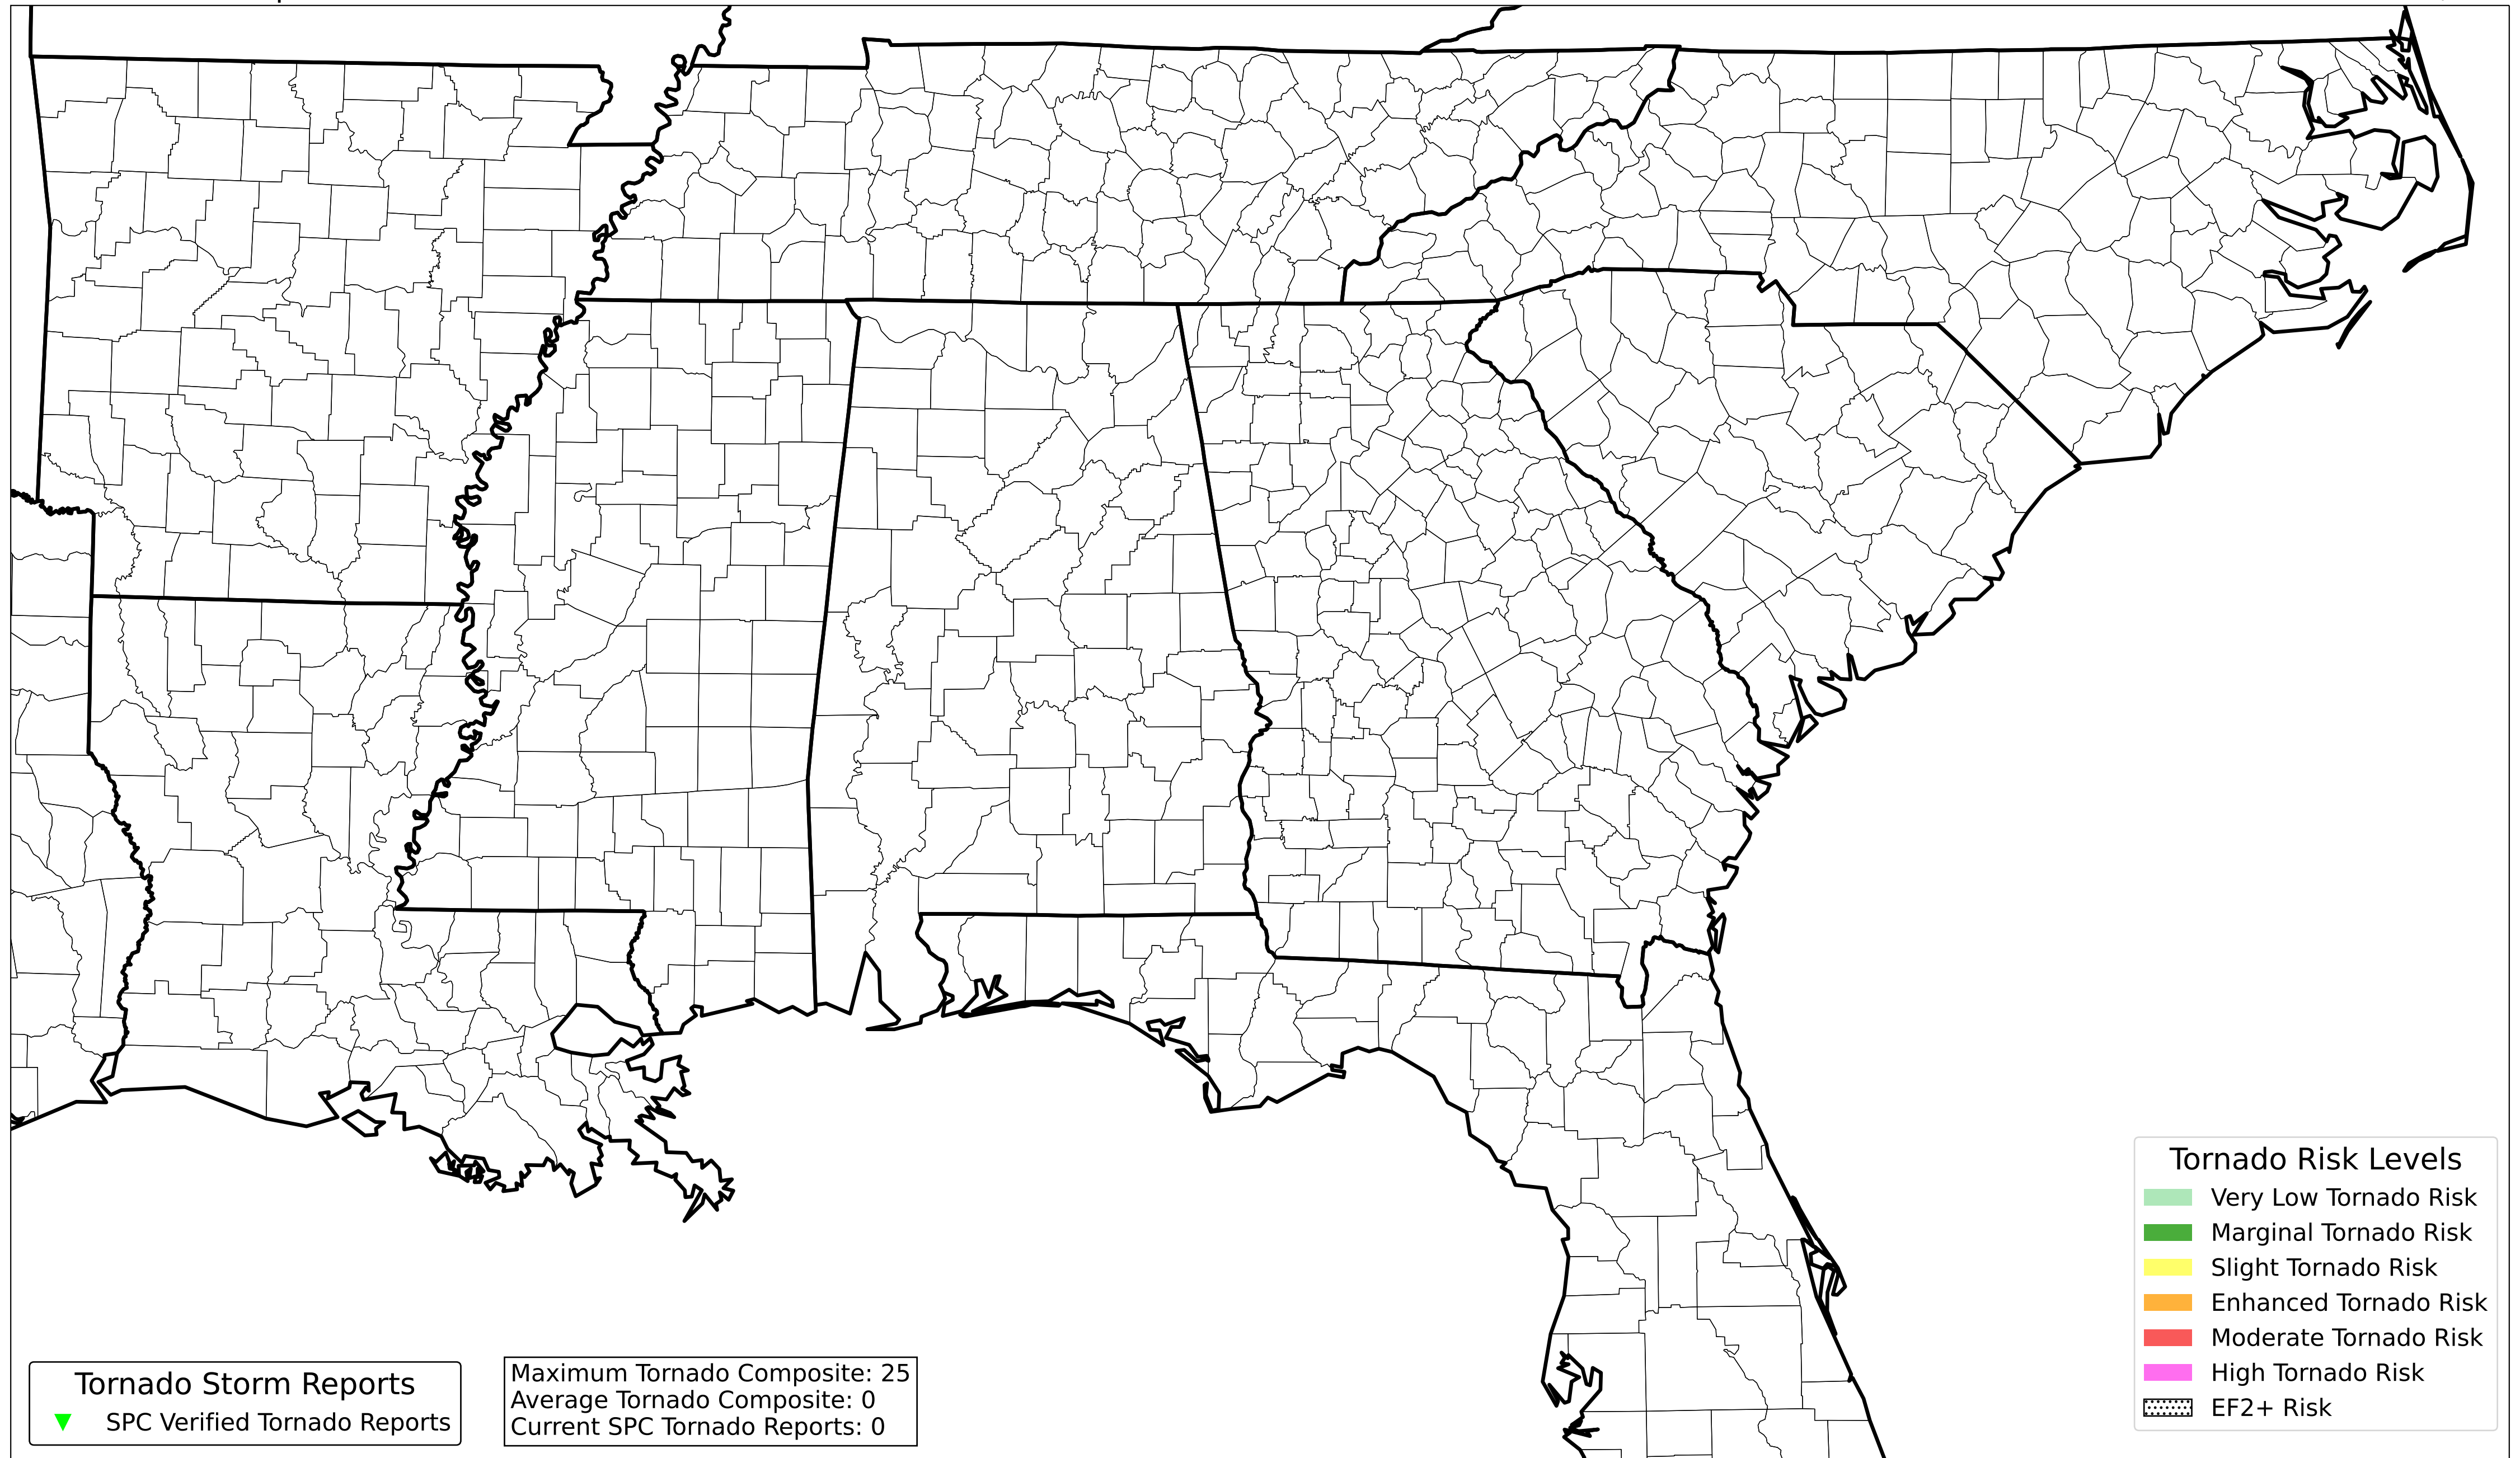 Tornado Risk Levels
Very Low Tornado Risk
Marginal Tornado Risk
Slight Tornado Risk
Enhanced Tornado Risk
Moderate Tornado Risk
High Tornado Risk
EF2+ Risk
Tornado Storm Reports
SPC Verified Tornado Reports
Maximum Tornado Composite: 25
Average Tornado Composite: 0
Current SPC Tornado Reports: 0